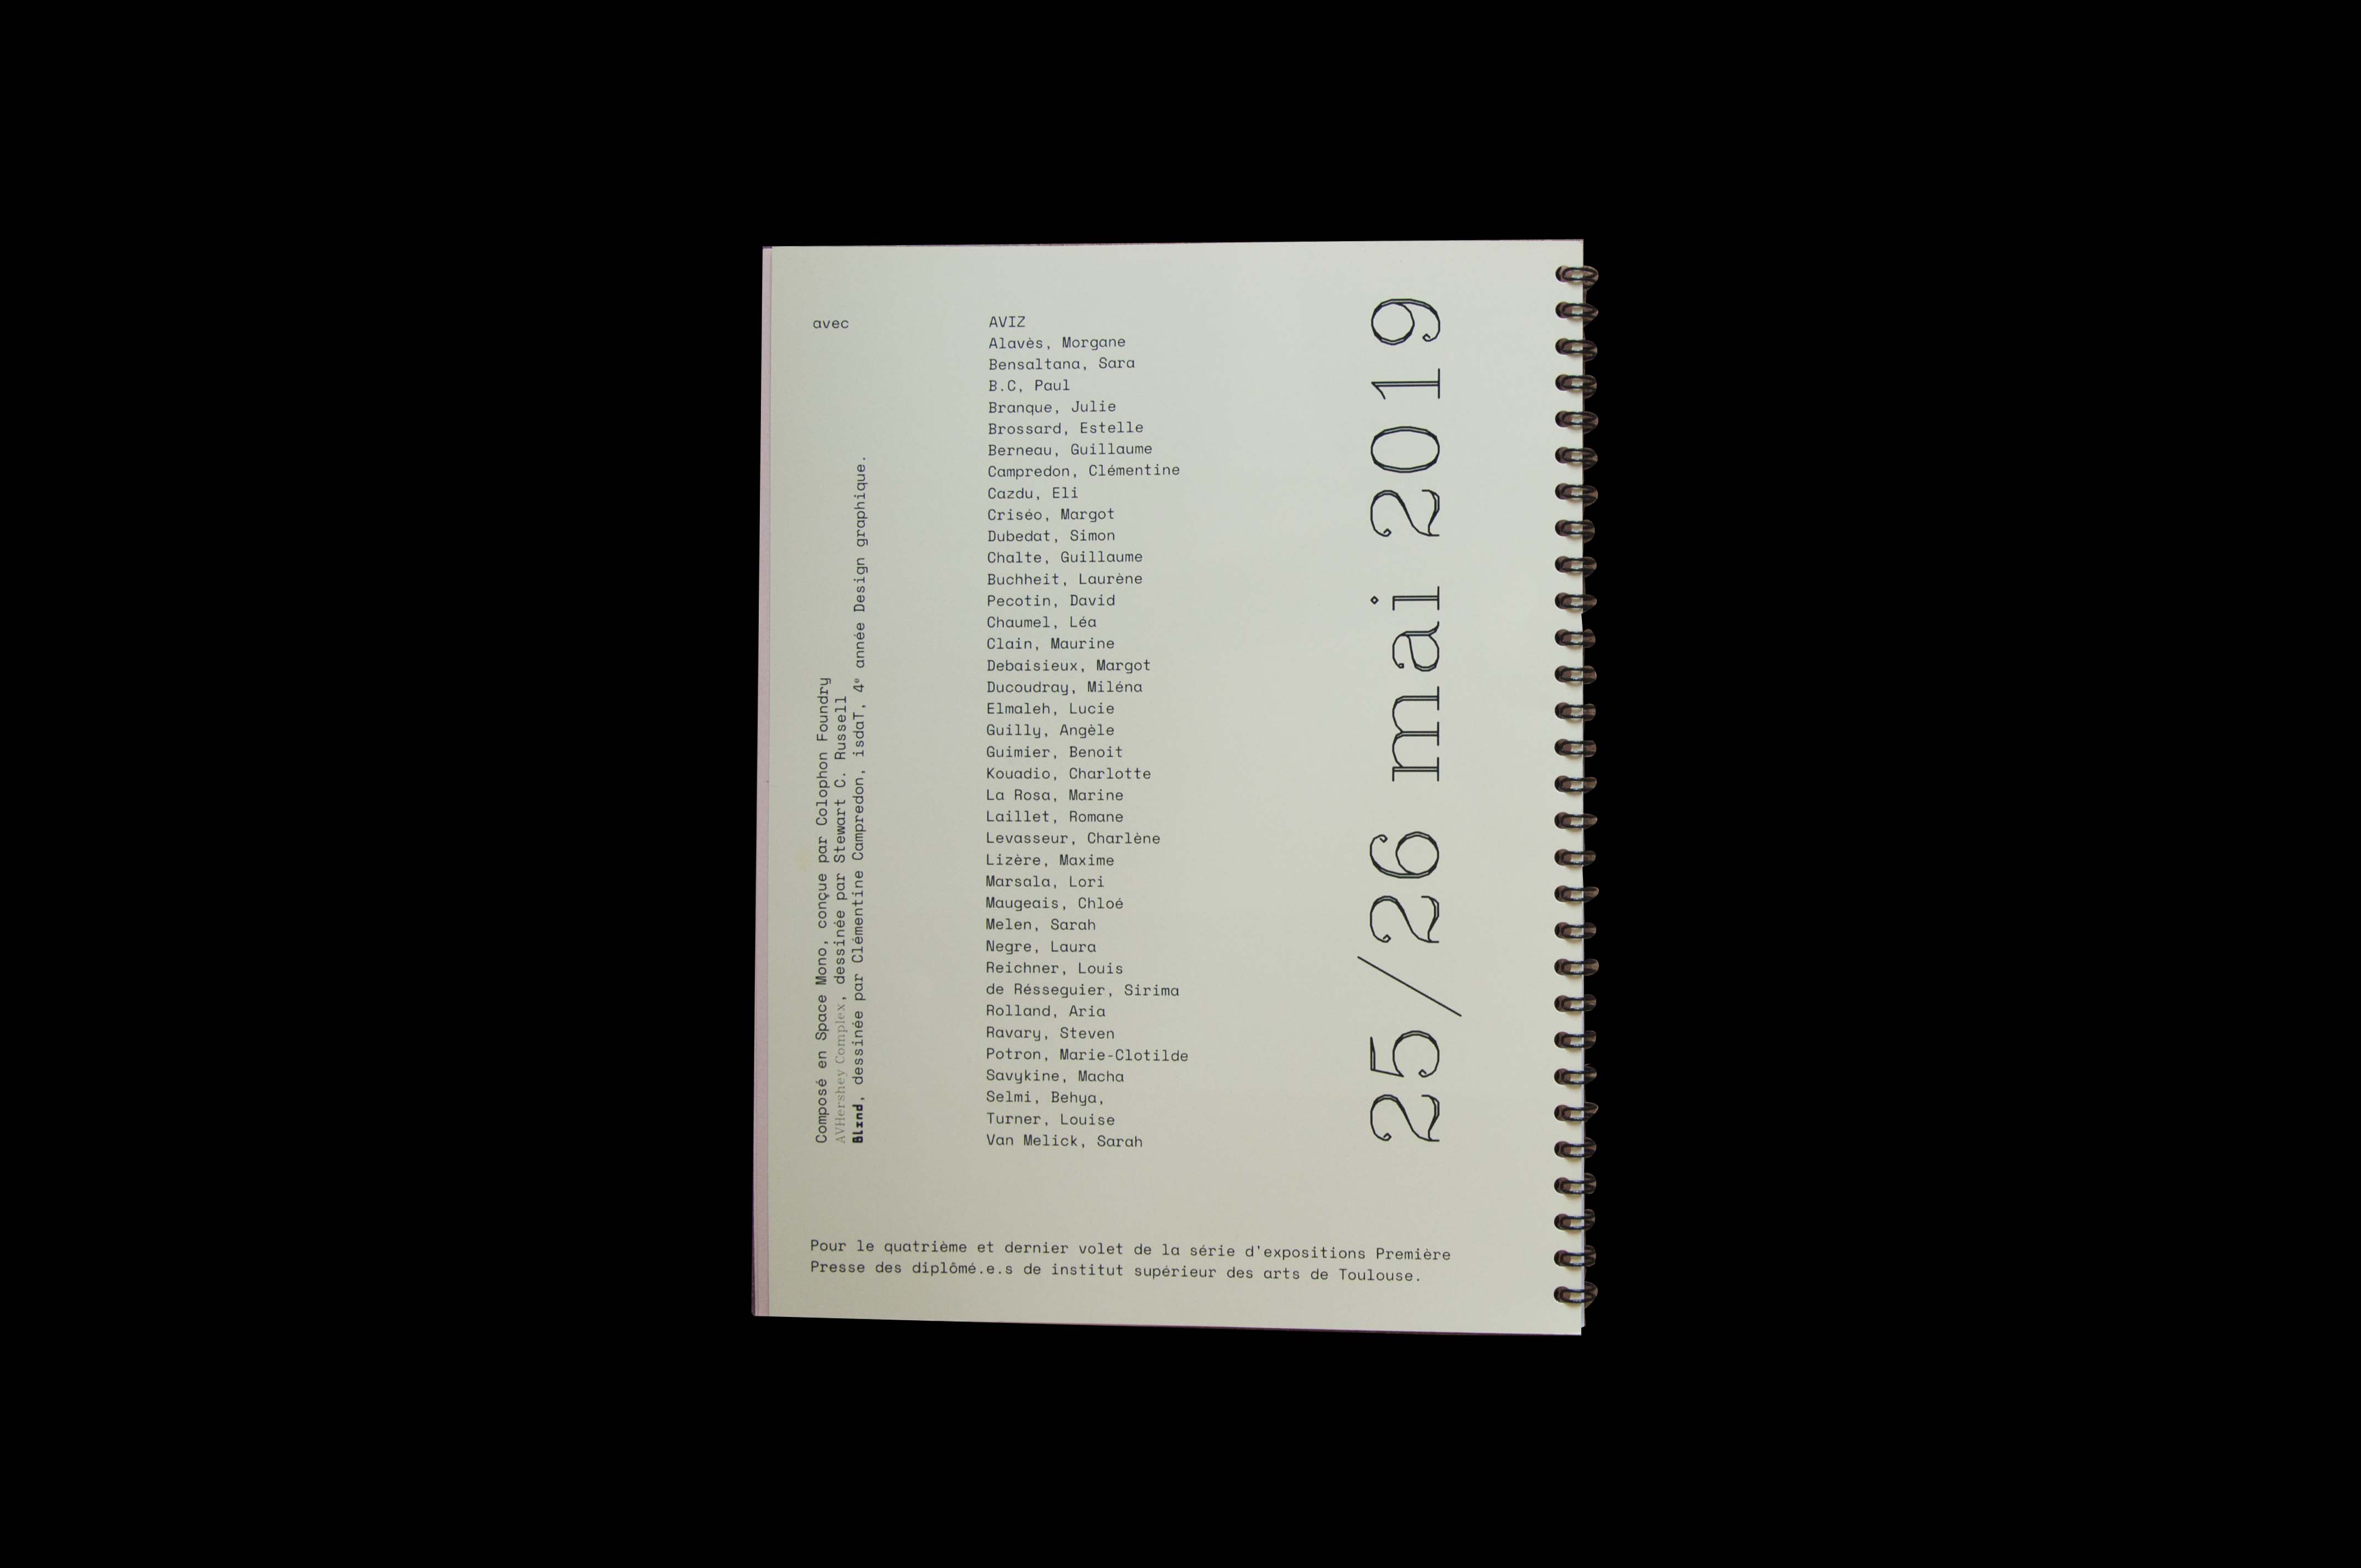 avec
AVIZ
Alavès, Morgane
Bensaltana, Sara
B.C, Paul
Branque, Julie
Brossard, Estelle
Berneau, Guillaume
Campredon, Clémentine
Cazdu, Eli
Criséo, Margot
Dubedat, Simon
Chalte, Guillaume
Buchheit, Laurène
Pecotin, David
Chaumel, Léa
Clain, Maurine
Debaisieux, Margot
Ducoudray, Miléna
Elmaleh, Lucie
Guilly, Angèle
Guimier, Benoit
Kouadio, Charlotte
La Rosa, Marine
Laillet, Romane
Levasseur, Charlène
Lizère, Maxime
Marsala, Lori
Maugeais, Chloé
Melen, Sarah
Negre, Laura
Reichner, Louis
de Résseguier, Sirima
Rolland, Aria
Ravary, Steven
Potron, Marie-Clotilde
Savykine, Macha
Selmi, Behya,
Turner, Louise
Van Melick, Sarah
Composé en Space Mono, conçue par Colophon Foundry
AVHershey Complex, dessinée par Stewart C. Russell
Blind, dessinée par Clémentine Campredon, isdaT, 4e année Design graphique.
25/26 mai 2019
Pour le quatrième et dernier volet de la série d'expositions Première
Presse des diplômé.e.s de institut supérieur des arts de Toulouse.